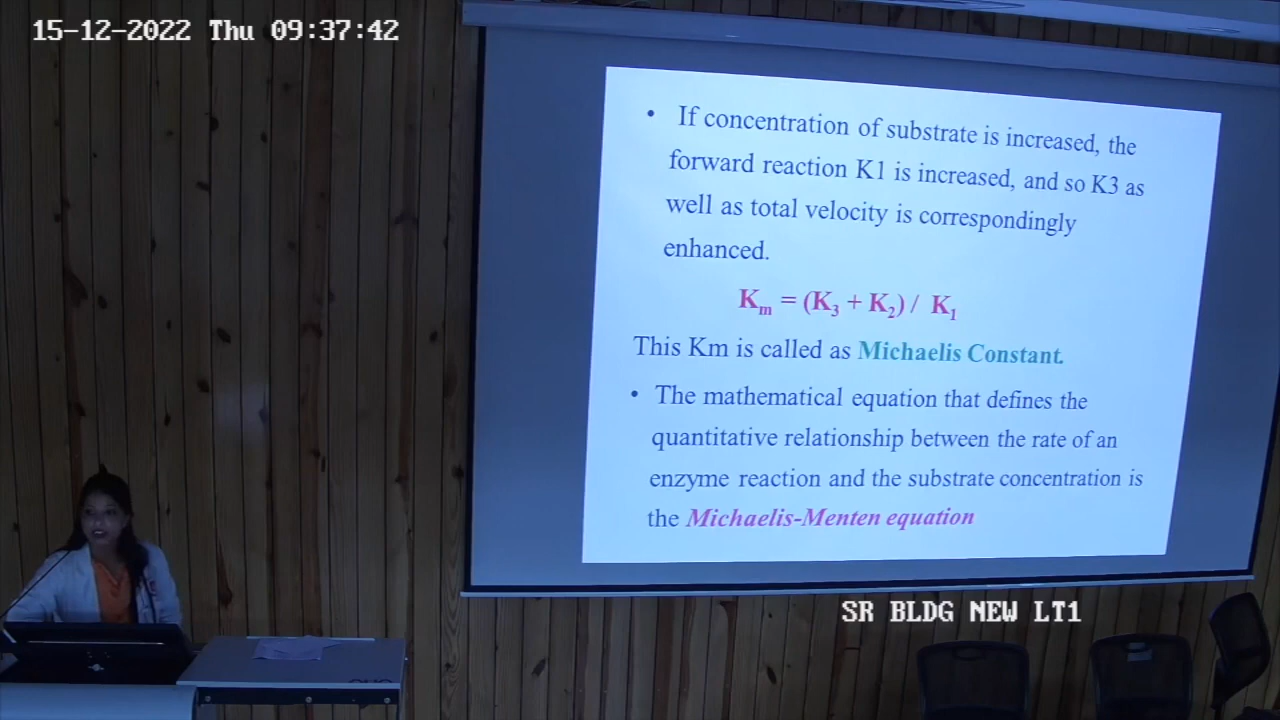 15-12-2022 Thu 09:37:42
• If concentration of substrate is increased, the
forward reaction K1 is increased, and so K3 as
well as total velocity is correspondingly
enhanced.
Km = (K3 + K2) / K1
This Km is called as Michaelis Constant.
• The mathematical equation that defines the
quantitative relationship between the rate of an
enzyme reaction and the substrate concentration is
the Michaelis-Menten equation
SR BLDG NEW LT1